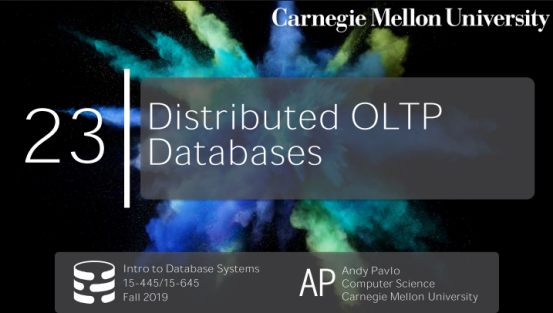 Carnegie Mellon University
23
Distributed OLTP
Databases
Intro to Database Systems
15-445/15-645
Fall 2019
AP
Andy Pavlo
Computer Science
Carnegie Mellon University